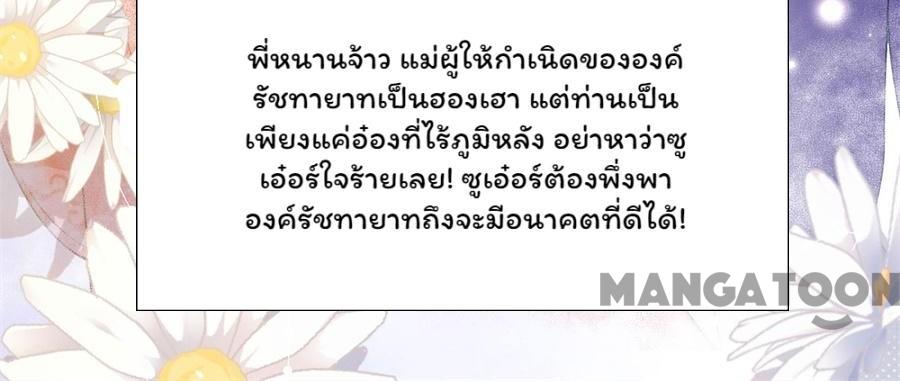 พี่หนานจ้าว แม่ผู้ให้กำเนิดขององค์
รัชทายาทเป็นฮองเฮา แต่ท่านเป็น
เพียงแค่อ๋องที่ไร้ภูมิหลัง อย่าหาว่าซู
เอ๋อร์ใจร้ายเลย! ซูเอ๋อร์ต้องพึ่งพา
องค์รัชทายาทถึงจะมีอนาคตที่ดีได้!
MANGATOON